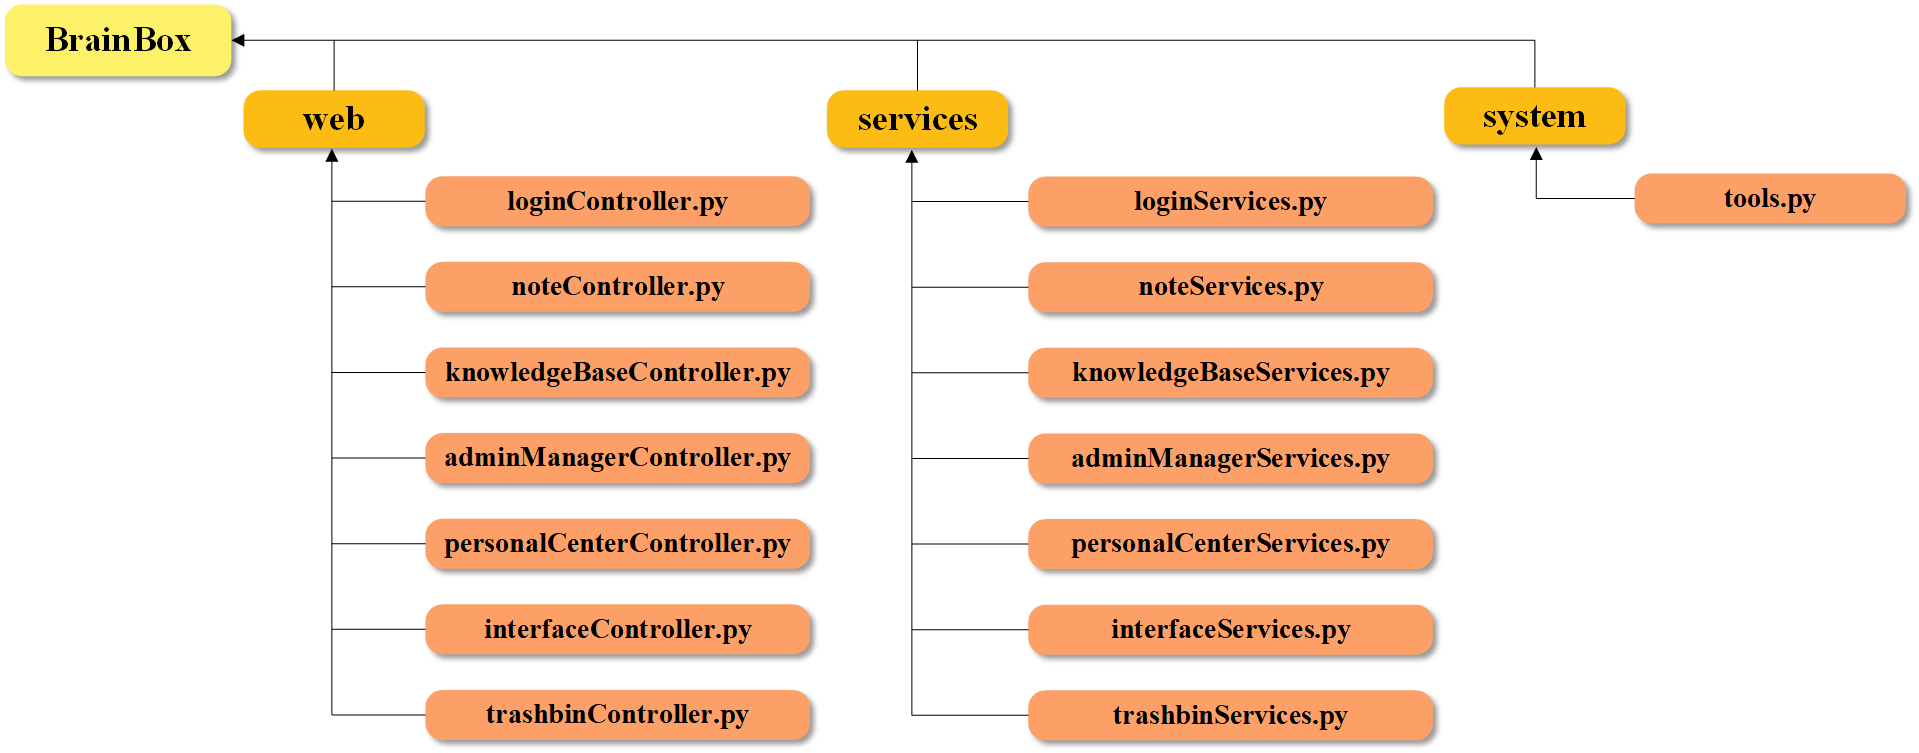 BrainBox
web
services
system
loginController.py
loginServices.py
tools.py
noteController.py
noteServices.py
knowledgeBaseController.py
knowledgeBaseServices.py
adminManagerController.py
adminManagerServices.py
personalCenterController.py
personalCenterServices.py
interfaceController.py
interfaceServices.py
trashbinController.py
trashbinServices.py